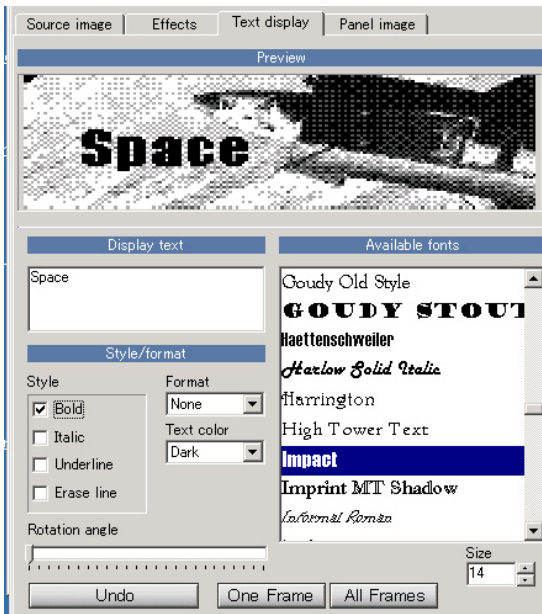 Source image
Effects
Text display
Panel image
Preview
Space
Display text
Space
Style/format
Style
Bold
Italic
Underline
Erase line
Format
None
Text color
Dark
Rotation angle
Available fonts
Goudy Old Style
GOUDY STOUT
Haettenschweiler
Harlow Solid Italic
Harrington
High Tower Text
Impact
Imprint MT Shadow
Informal Roman
Size
14
Undo
One Frame
All Frames